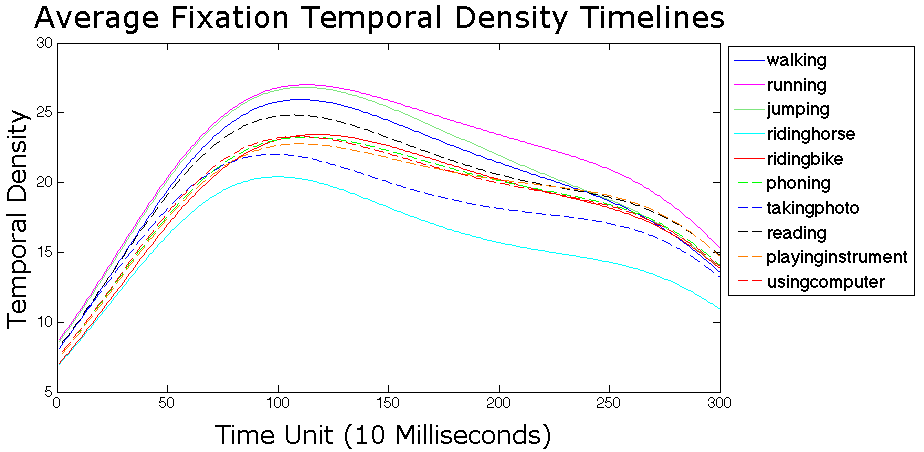 Average Fixation Temporal Density Timelines
30
25
20
15
10
5
Temporal Density
0
50
100
150
200
250
300
Time Unit (10 Milliseconds)
walking
running
jumping
ridinghorse
ridingbike
phoning
takingphoto
reading
playinginstrument
usingcomputer